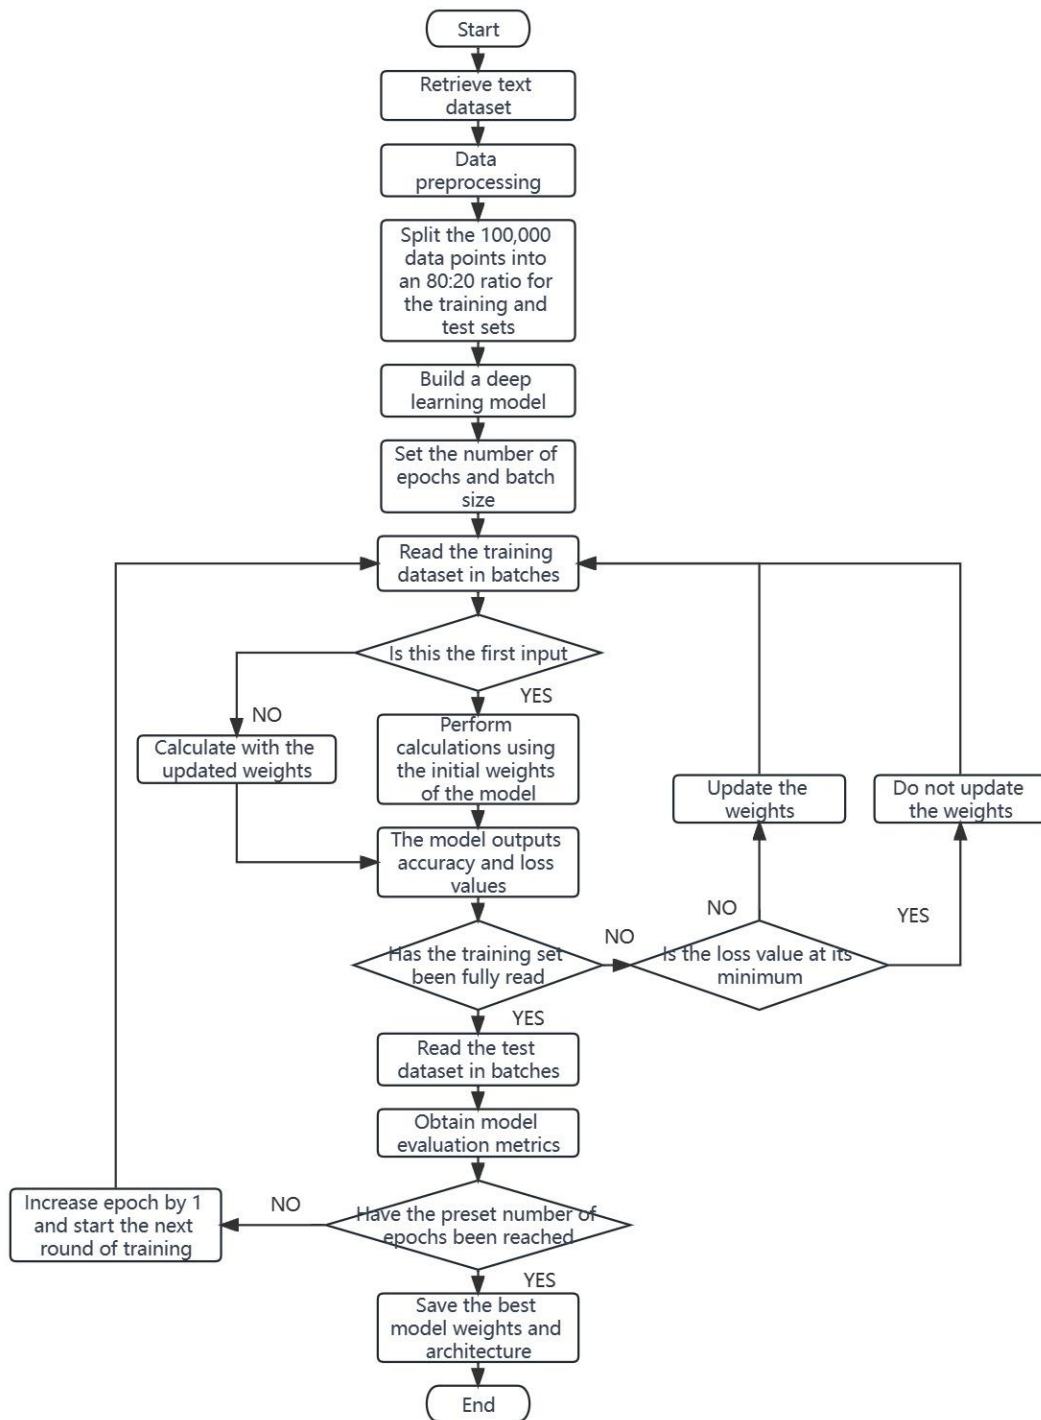 Start
Retrieve text
dataset
Data
preprocessing
Split the 100,000
data points into
an 80:20 ratio for
the training and
test sets
Build a deep
learning model
Set the number of
epochs and batch
size
Read the training
dataset in batches
Is this the first input
YES
NO
Calculate with the
updated weights
Perform
calculations using
the initial weights
of the model
Update the
weights
Do not update
the weights
The model outputs
accuracy and loss
values
Has the training set
been fully read
NO
Is the loss value at its
minimum
NO
YES
YES
Read the test
dataset in batches
Obtain model
evaluation metrics
Have the preset number of
epochs been reached
NO
Increase epoch by 1
and start the next
round of training
YES
Save the best
model weights and
architecture
End